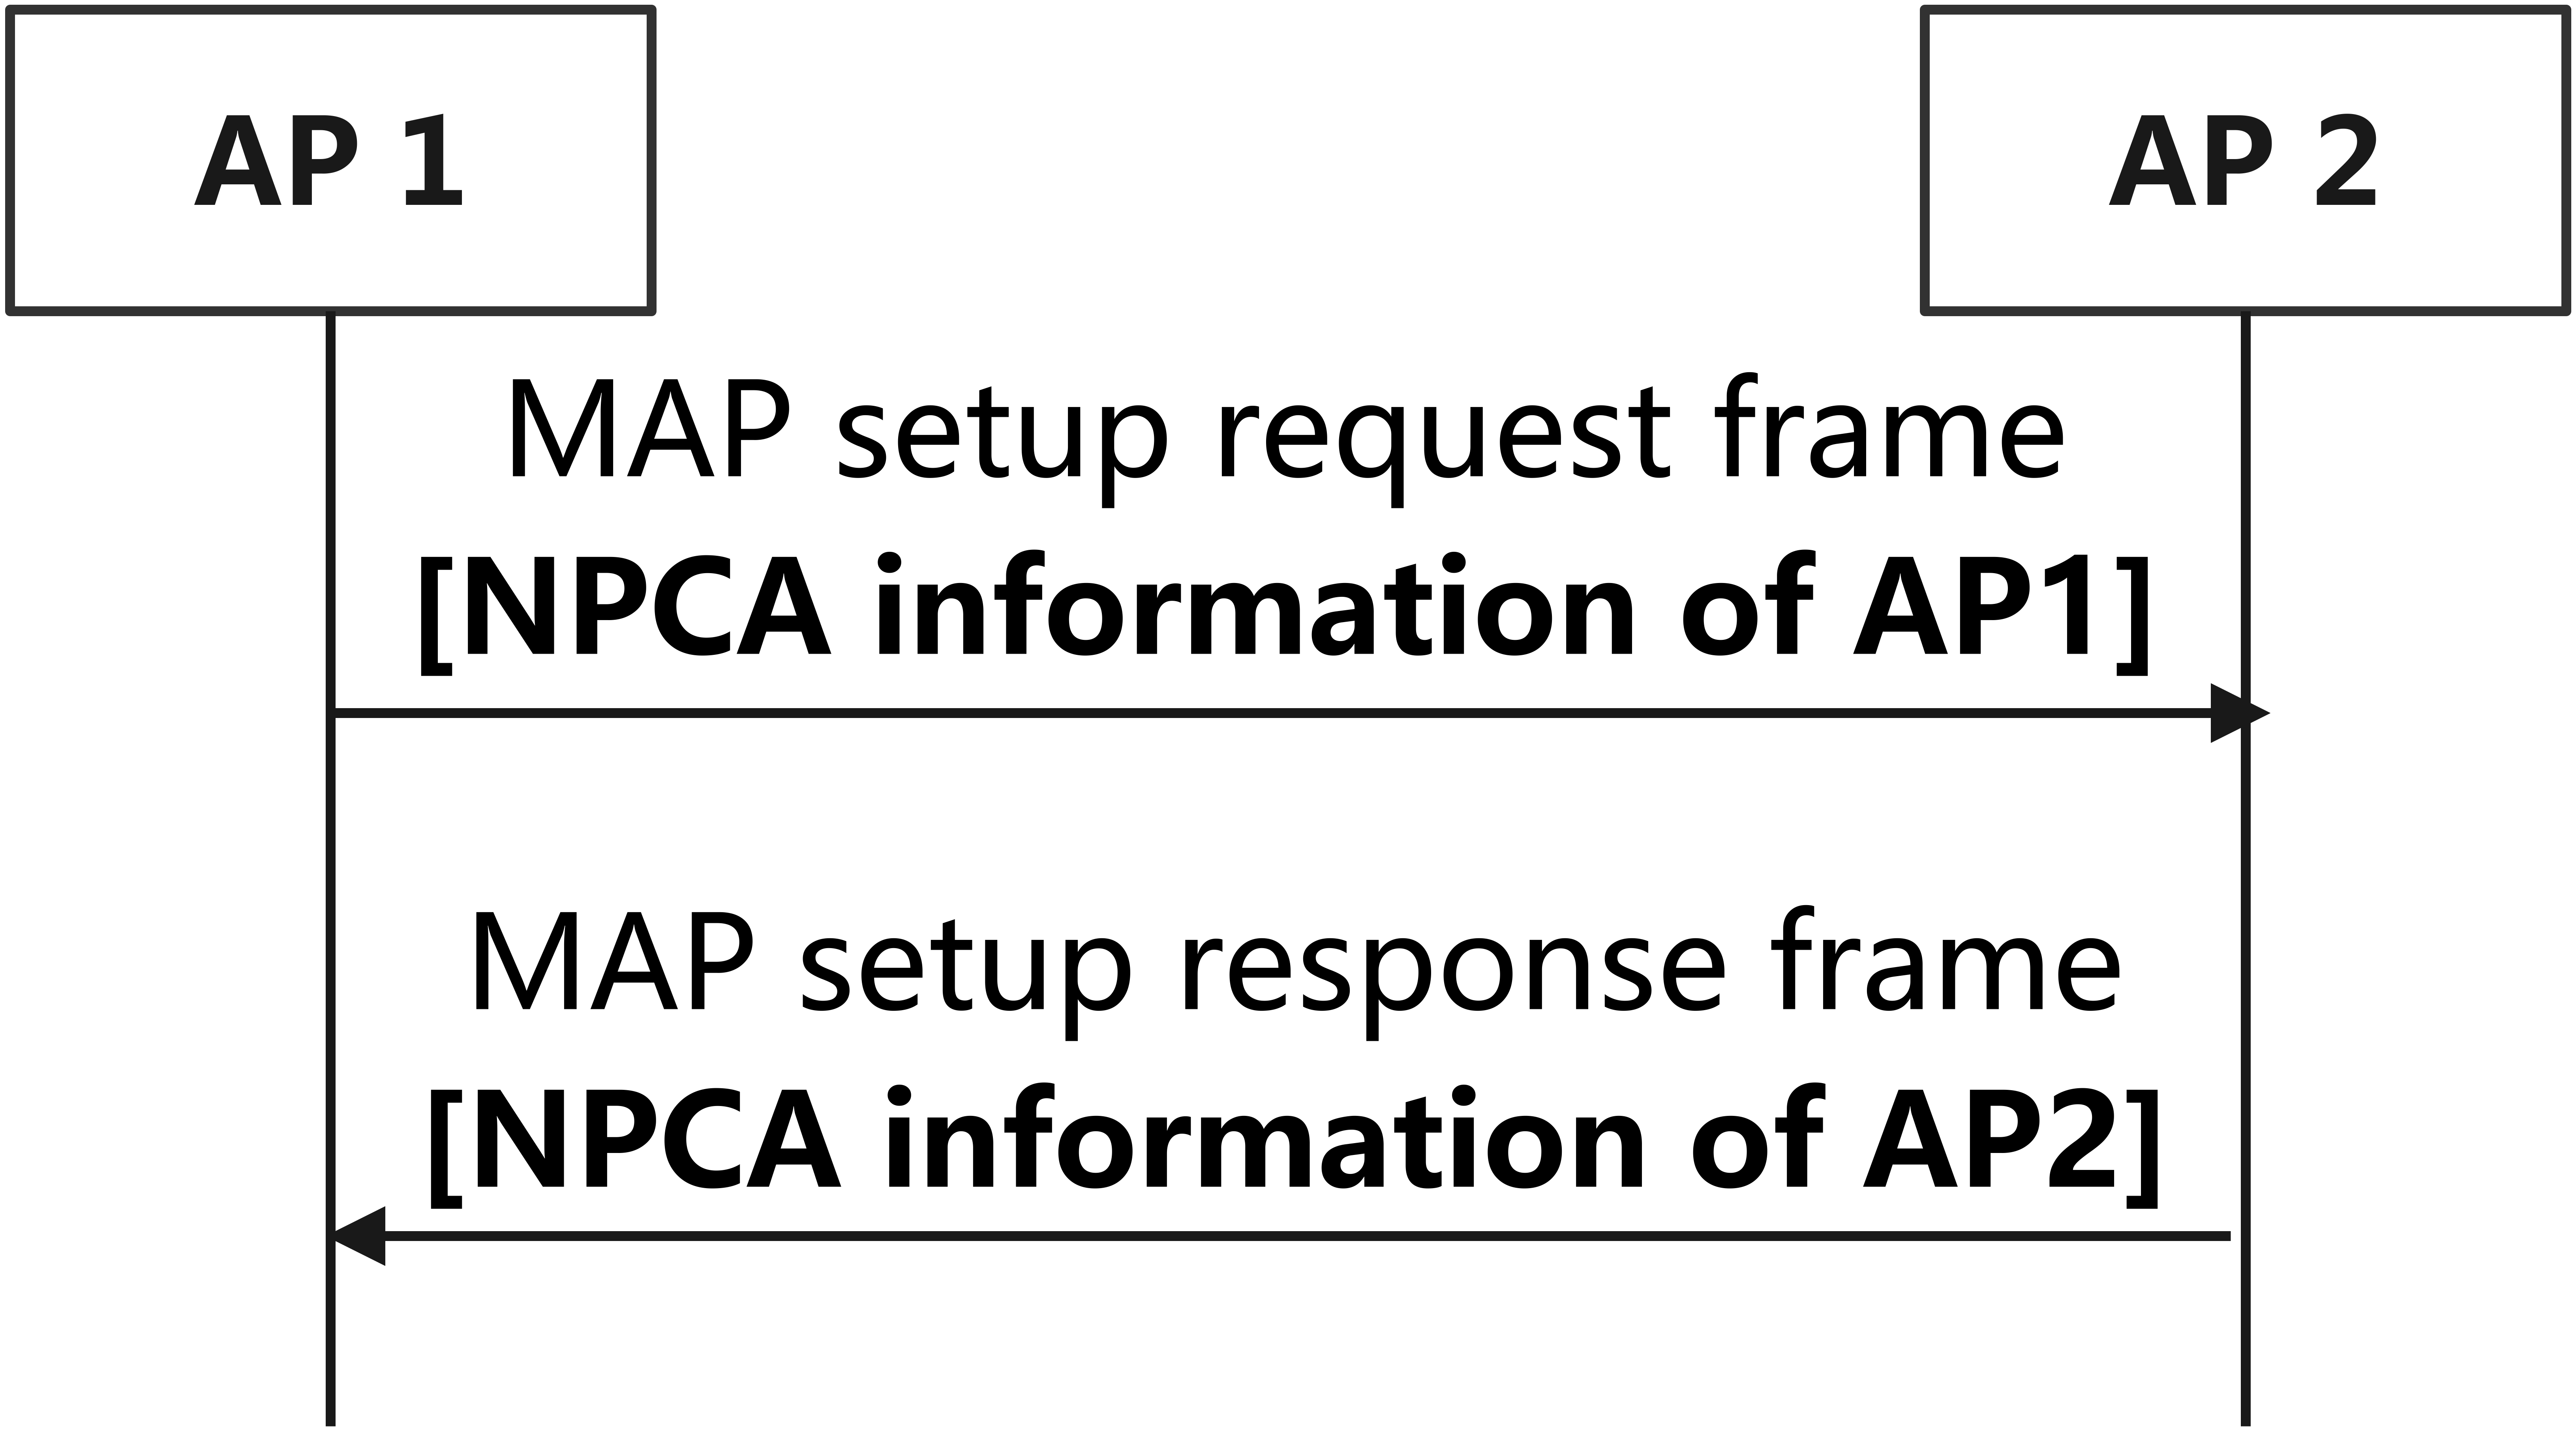 AP 1
AP 2
MAP setup request frame
[NPCA information of AP1]
MAP setup response frame
[NPCA information of AP2]